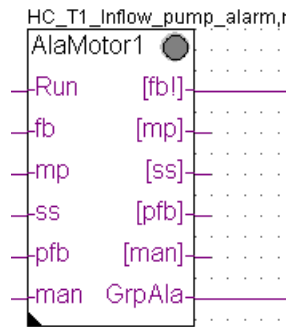 HC_T1_Inflow_pump_alarm,r
AlaMotor1
Run [fb!]
fb [mp]
mp [ss]
ss [pfb]
pfb [man]
man GrpAla